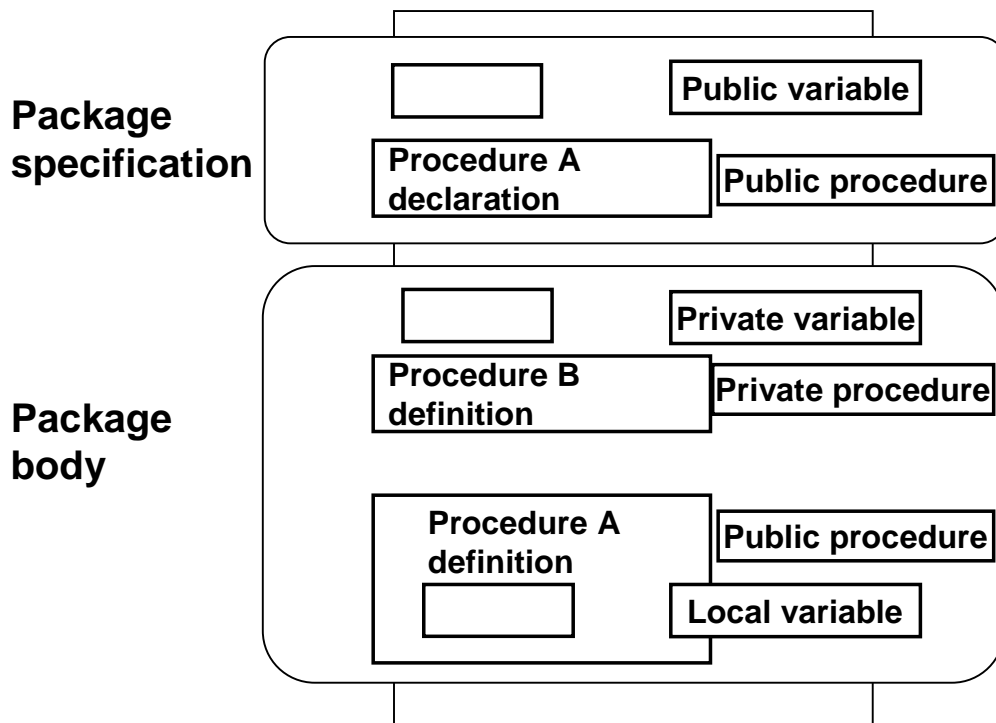 Package
specification
Public variable
Procedure A
declaration
Public procedure
Package
body
Private variable
Procedure B
definition
Private procedure
Procedure A
definition
Public procedure
Local variable